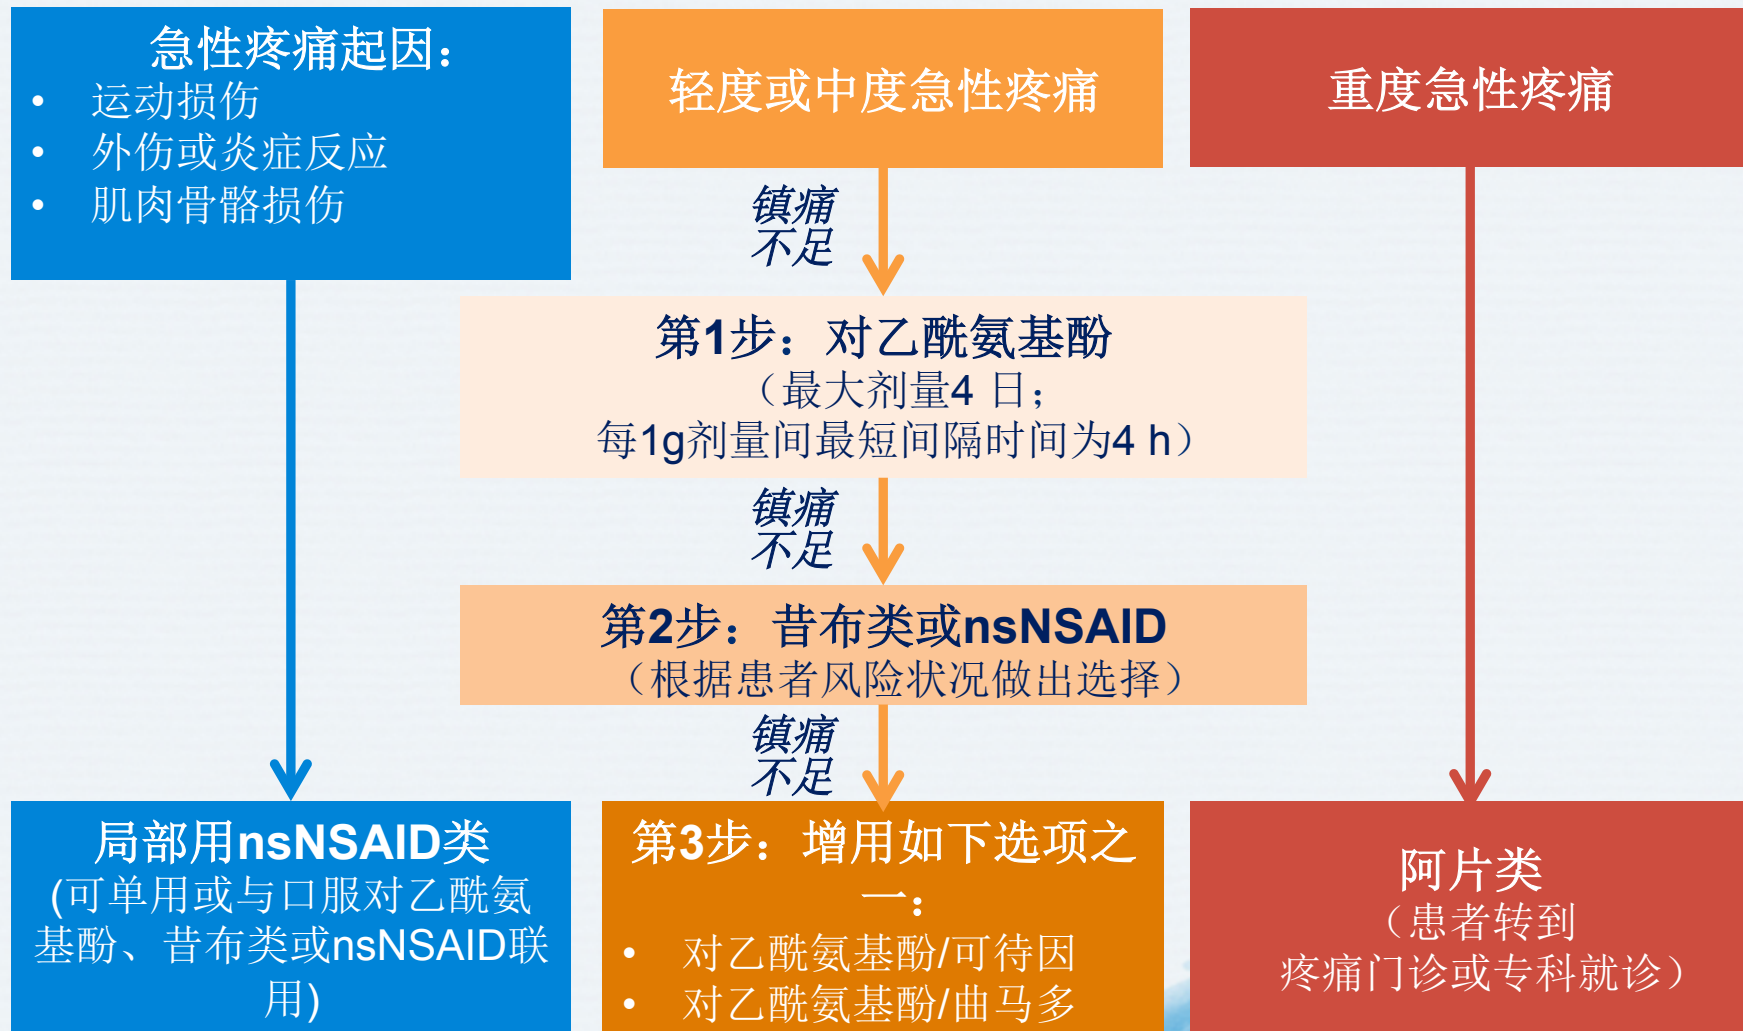 急性疼痛起因：
• 运动损伤
• 外伤或炎症反应
• 肌肉骨骼损伤
轻度或中度急性疼痛
重度急性疼痛
镇痛
不足
第1步：对乙酰氨基酚
（最大剂量4 日；
每1g剂量间最短间隔时间为4 h）
镇痛
不足
第2步：昔布类或nsNSAID
（根据患者风险状况做出选择）
镇痛
不足
局部用nsNSAID类
(可单用或与口服对乙酰氨
基酚、昔布类或nsNSAID联
用)
第3步：增用如下选项之
一：
• 对乙酰氨基酚/可待因
• 对乙酰氨基酚/曲马多
阿片类
（患者转到
疼痛门诊或专科就诊）